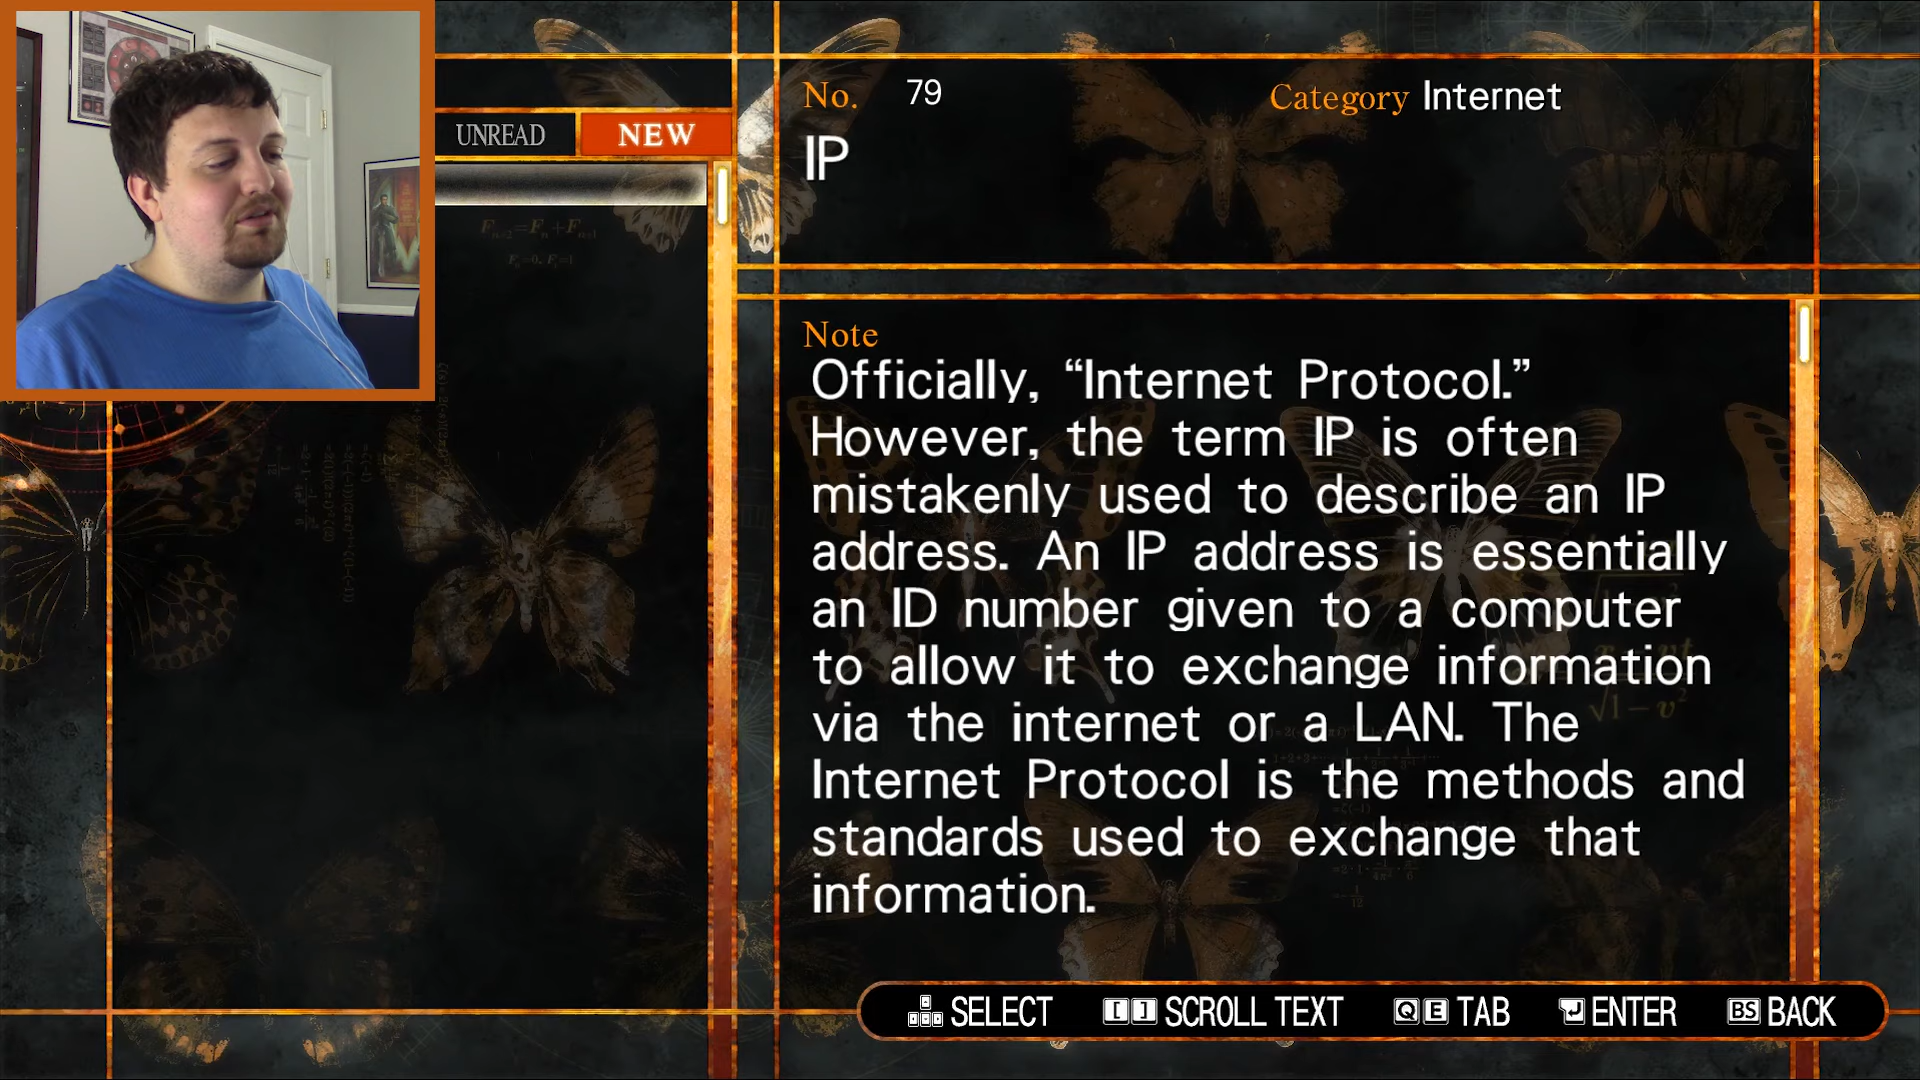 No. 79
Category Internet
IP
UNREAD
NEW
Note
Officially, “Internet Protocol.”
However, the term IP is often
mistakenly used to describe an IP
address. An IP address is essentially
an ID number given to a computer
to allow it to exchange information
via the internet or a LAN. The
Internet Protocol is the methods and
standards used to exchange that
information.
SELECT
[ ] SCROLL TEXT
Q E TAB
ENTER
BS BACK